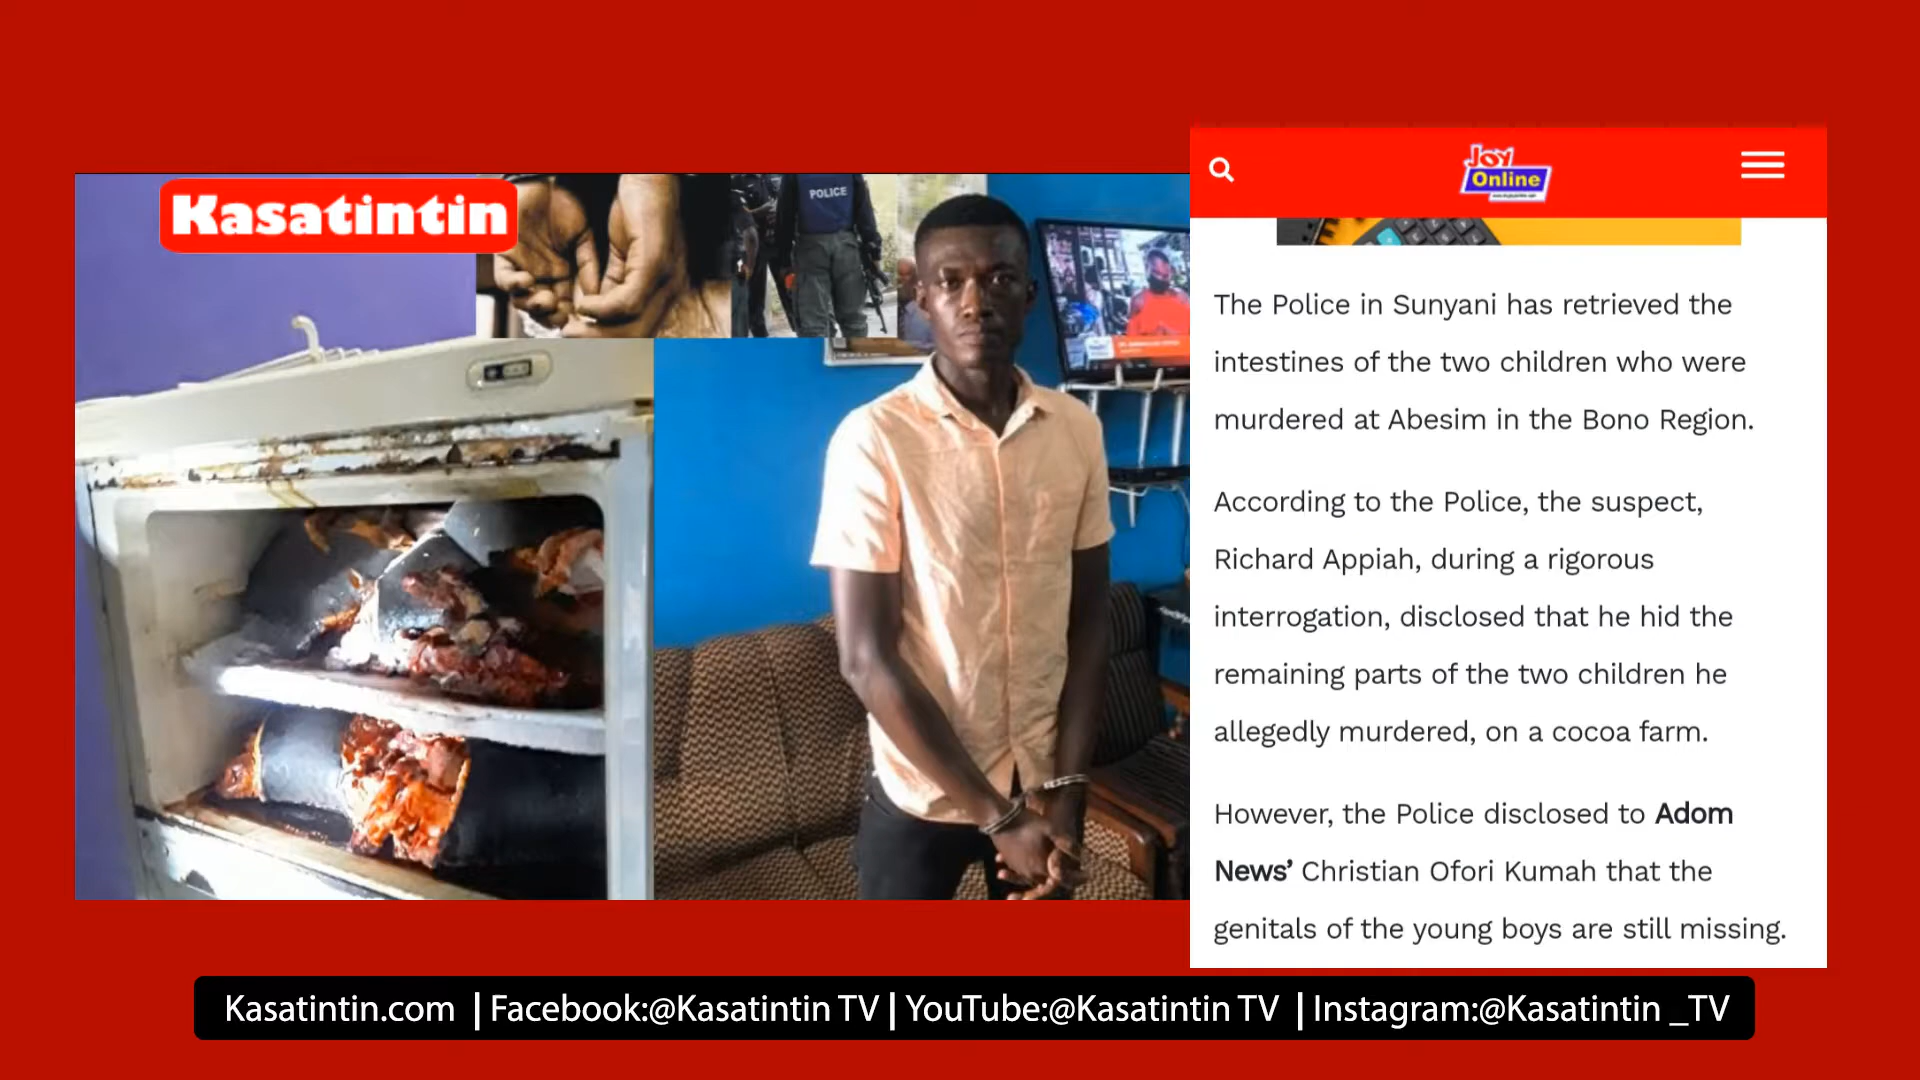 Kasatintin
POLICE
Joy
Online
The Police in Sunyani has retrieved the
intestines of the two children who were
murdered at Abesim in the Bono Region.
According to the Police, the suspect,
Richard Appiah, during a rigorous
interrogation, disclosed that he hid the
remaining parts of the two children he
allegedly murdered, on a cocoa farm.
However, the Police disclosed to Adom
News’ Christian Ofori Kumah that the
genitals of the young boys are still missing.
Kasatintin.com | Facebook:@Kasatintin TV | YouTube:@Kasatintin TV | Instagram:@Kasatintin _TV